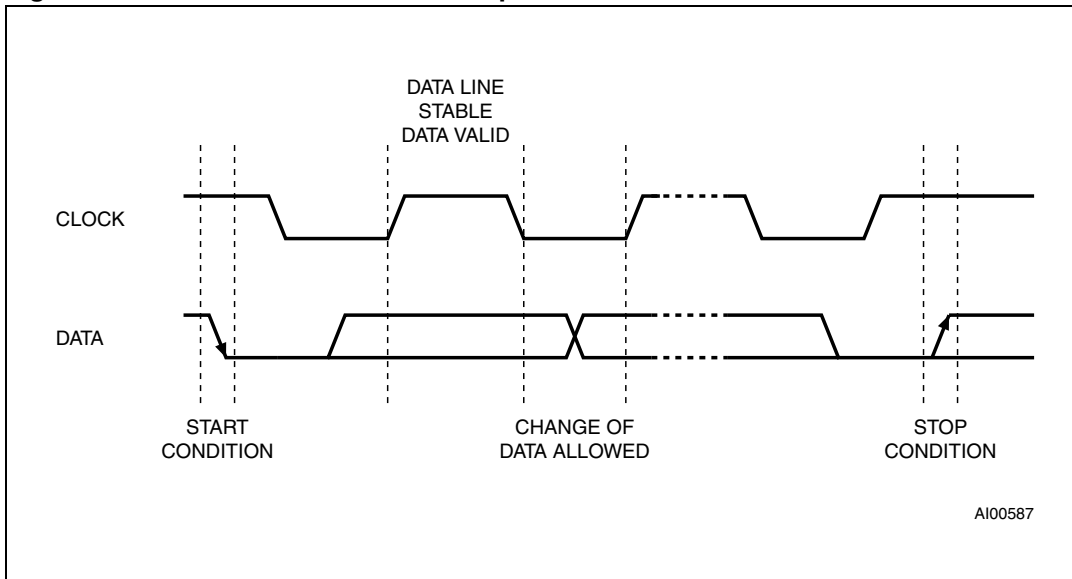 DATA LINE
STABLE
DATA VALID
CLOCK
DATA
START
CONDITION
CHANGE OF
DATA ALLOWED
STOP
CONDITION
AI00587